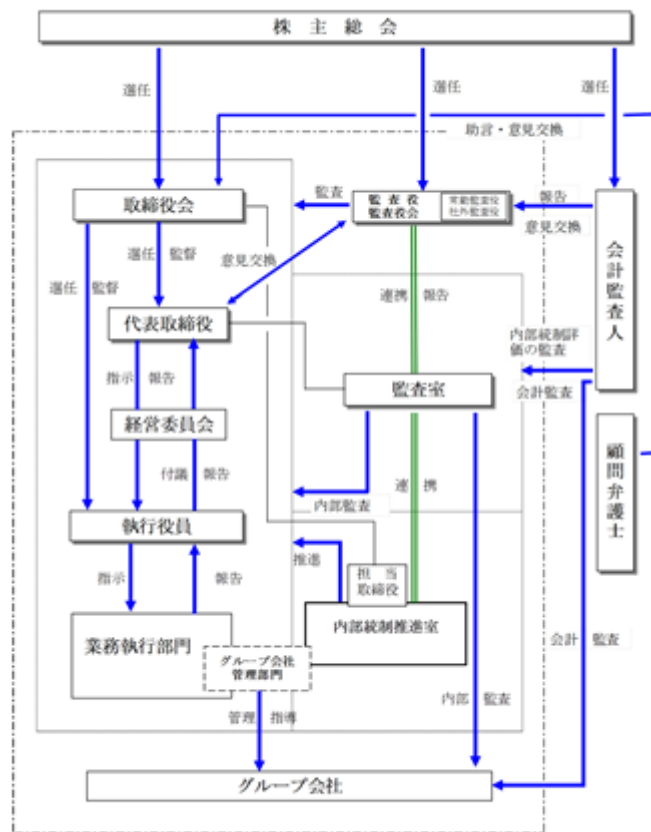 株主総会
選任
選任
選任
助言・意見交換
取締役会
監査
監査役
監査役会
常勤監査役
社外監査役
報告
意見交換
会計監査人
選任 監督
選任 監督
意見交換
連携 報告
代表取締役
内部統制評
価の監査
会計監査
指示 報告
監査室
経営委員会
顧問弁護士
付議 報告
連携
内部監査
執行役員
推進
指示 報告
担当
取締役
業務執行部門
内部統制推進室
グループ会社
管理部門
会計 監査
内部 監査
管理 指導
グループ会社